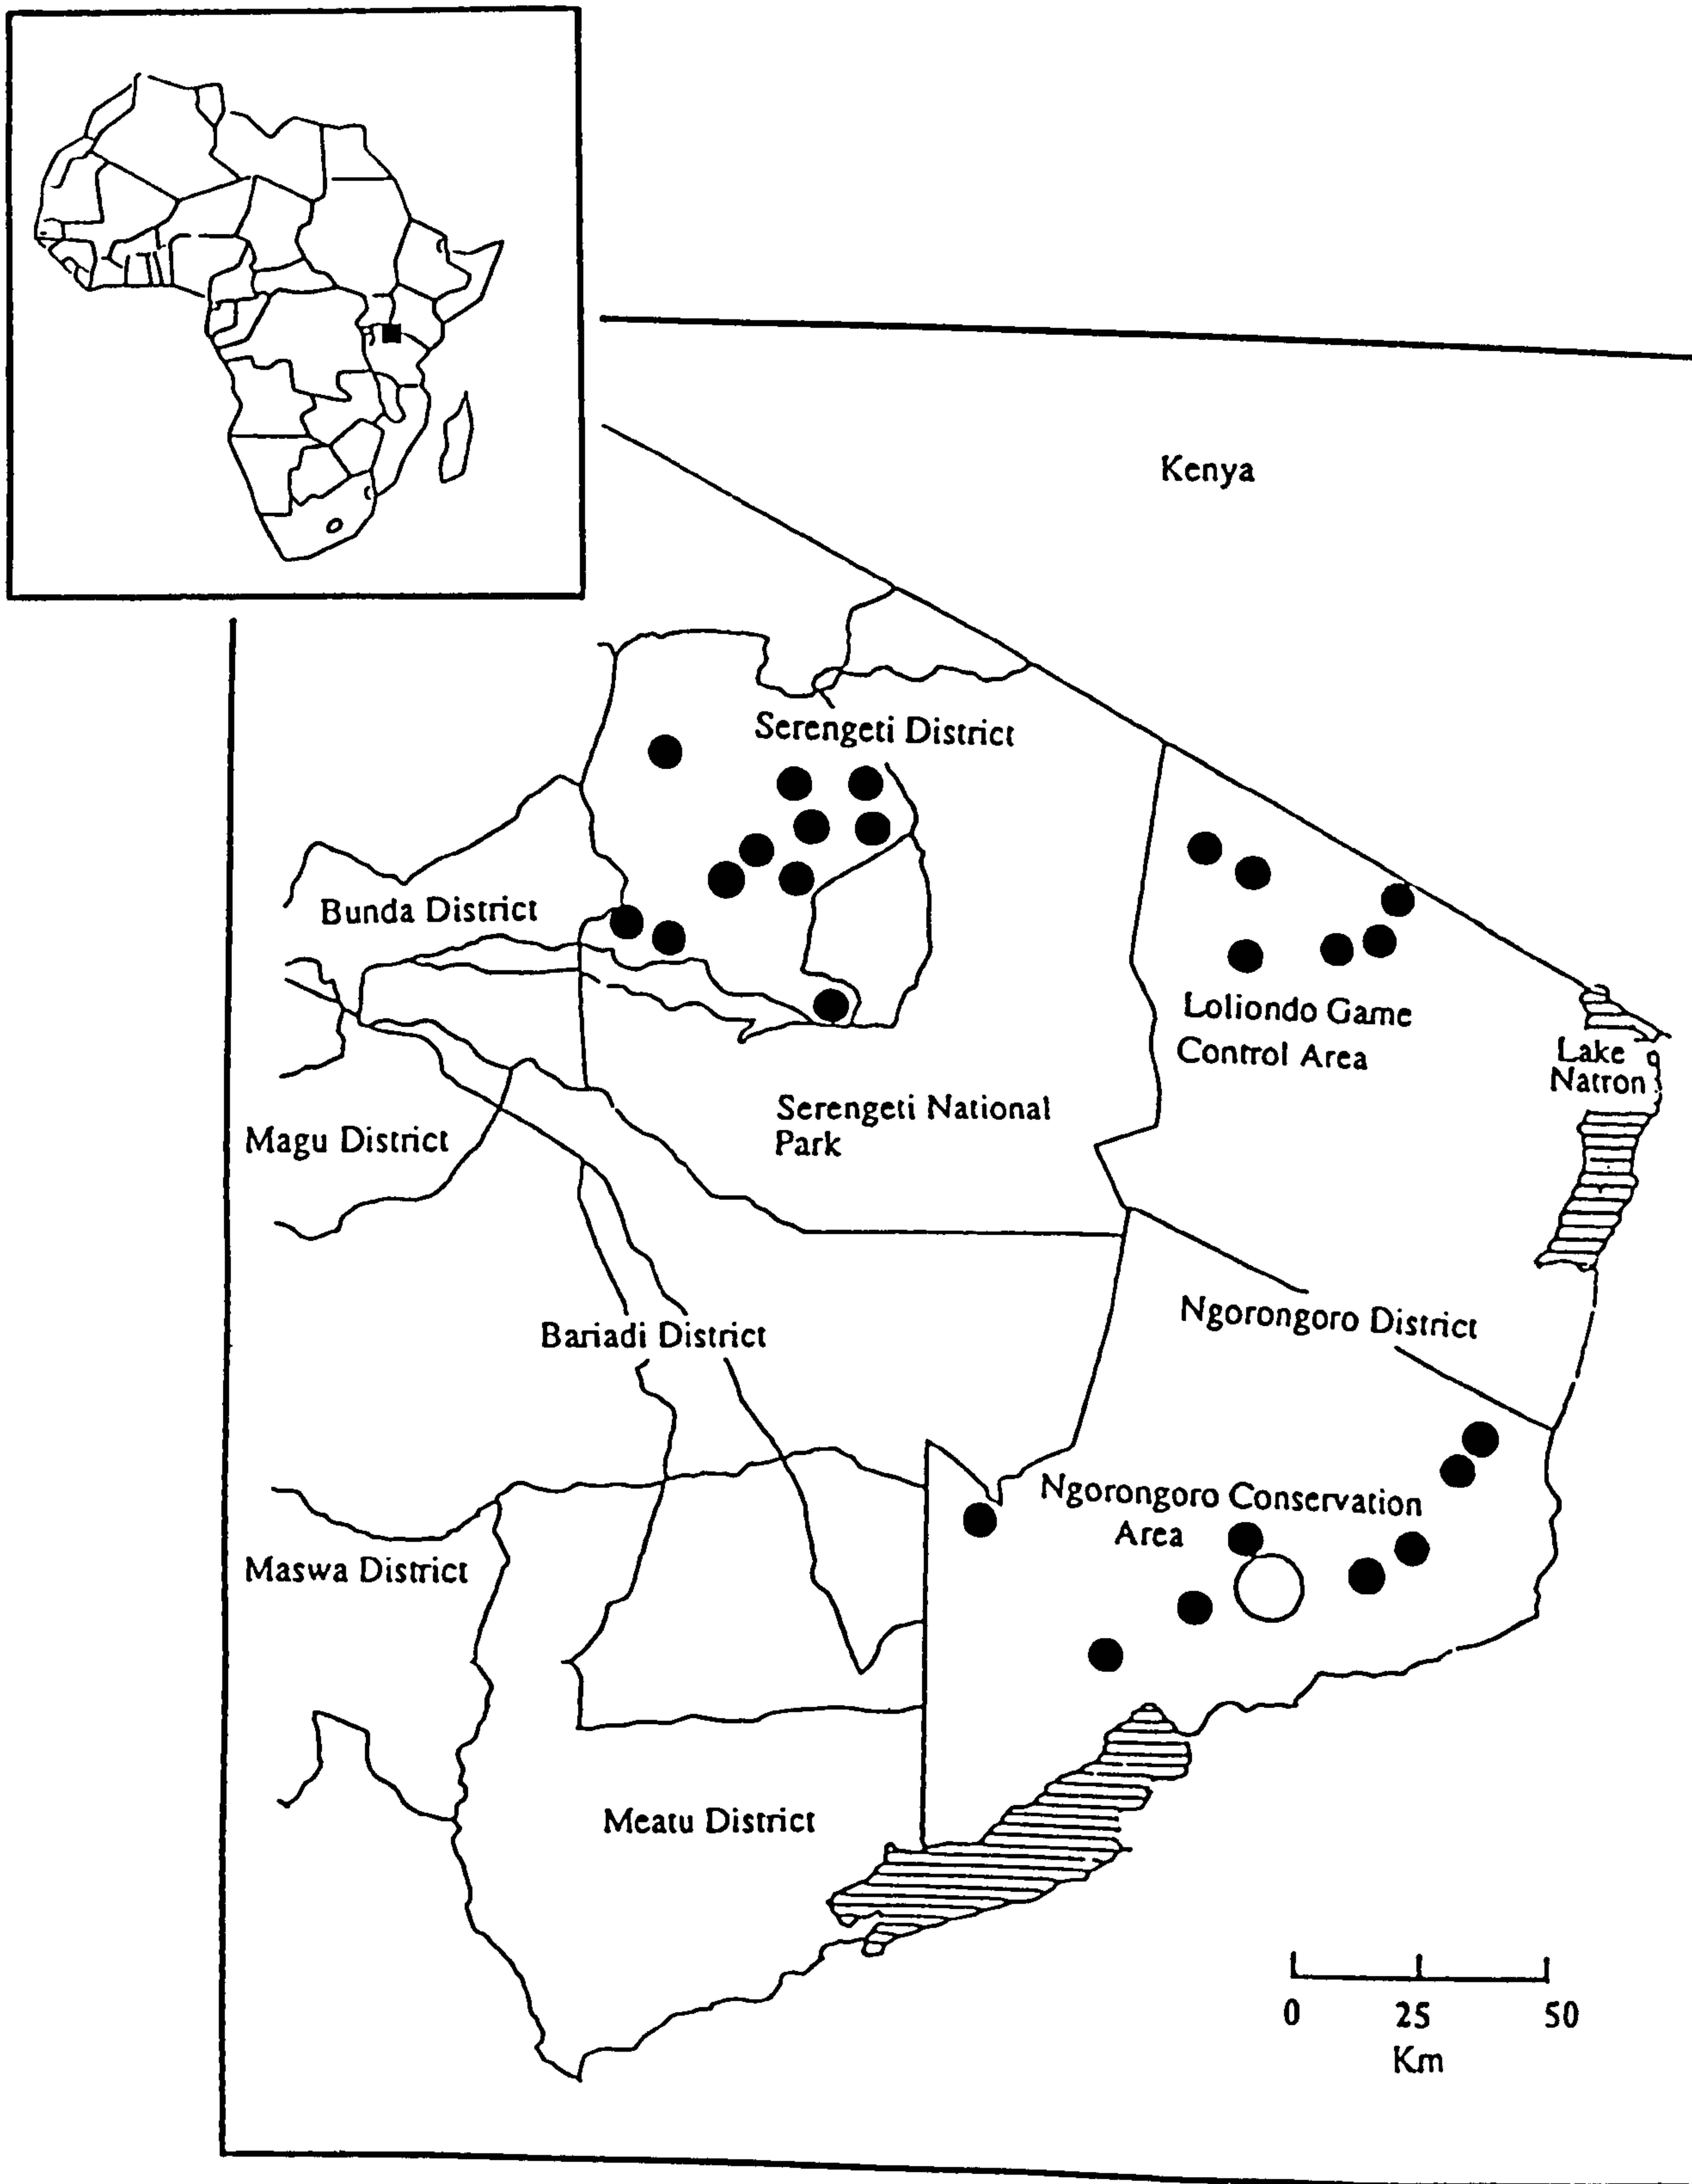 Kenya
Serengeti District
Bunda District
Loliondo Game
Control Area
Lake
Natron
Serengeti National
Park
Magu District
Ngorongoro District
Bariadi District
Ngorongoro Conservation
Area
Maswa District
Meatu District
0 25 50
Km